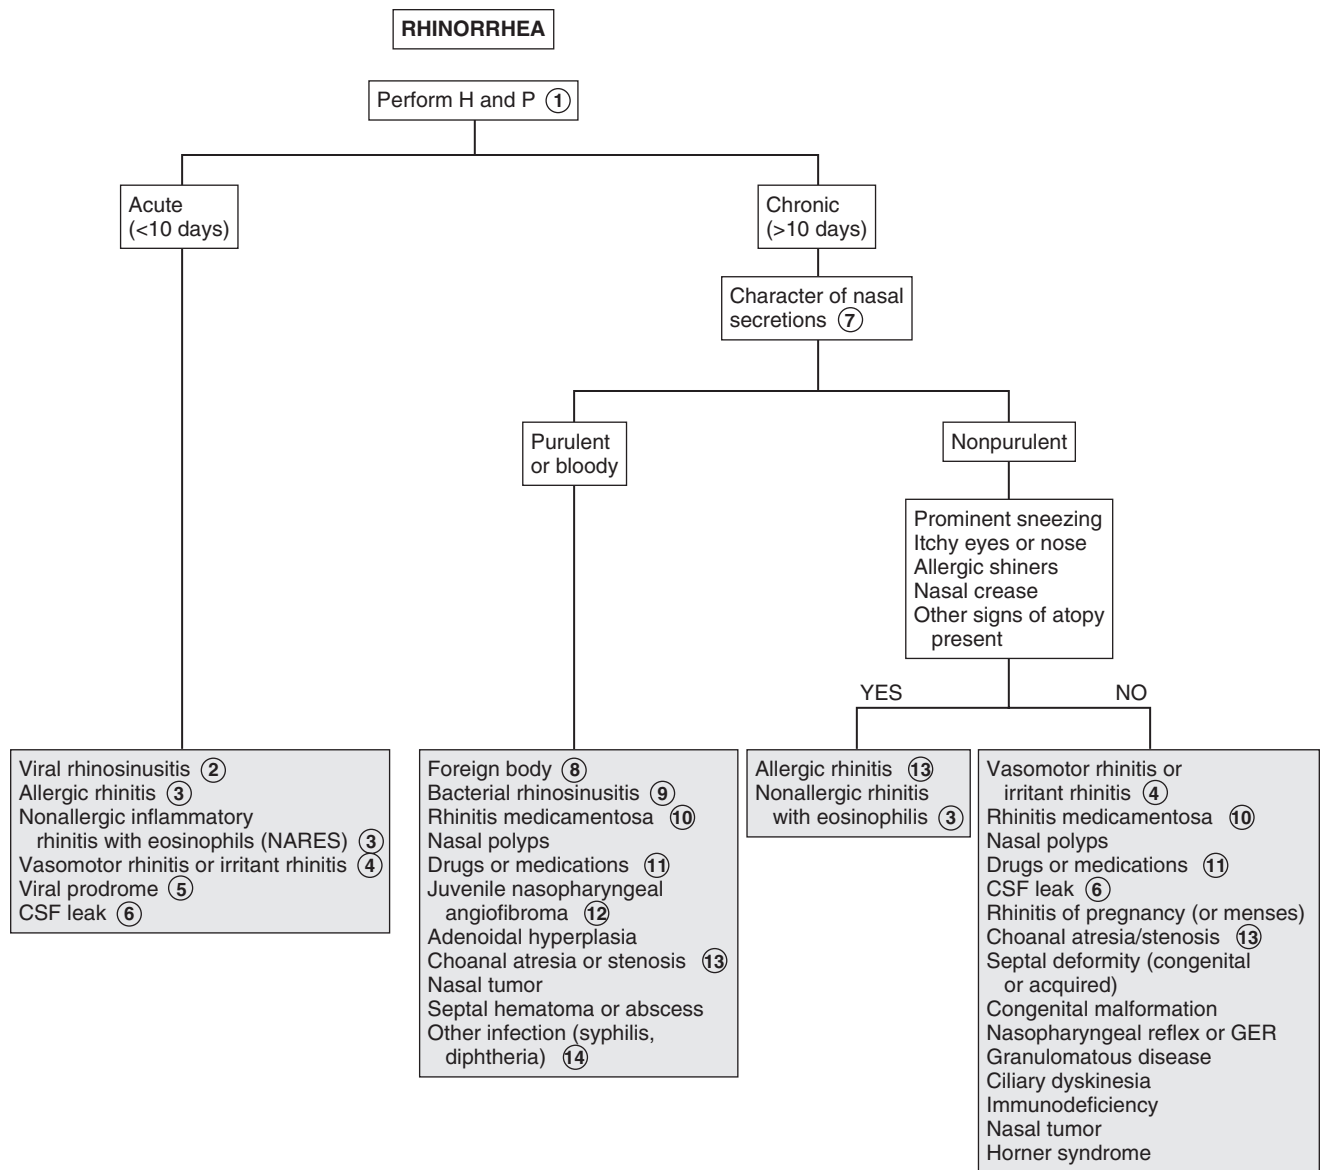 RHINORRHEA
Perform H and P 1
Acute
(<10 days)
Chronic
(>10 days)
Character of nasal
secretions 7
Purulent
or bloody
Nonpurulent
Prominent sneezing
Itchy eyes or nose
Allergic shiners
Nasal crease
Other signs of atopy
present
YES
NO
Viral rhinosinusitis 2
Allergic rhinitis 3
Nonallergic inflammatory
rhinitis with eosinophils (NARES) 3
Vasomotor rhinitis or irritant rhinitis 4
Viral prodrome 5
CSF leak 6
Foreign body 8
Bacterial rhinosinusitis 9
Rhinitis medicamentosa 10
Nasal polyps
Drugs or medications 11
Juvenile nasopharyngeal
angiofibroma 12
Adenoidal hyperplasia
Choanal atresia or stenosis 13
Nasal tumor
Septal hematoma or abscess
Other infection (syphilis,
diphtheria) 14
Allergic rhinitis 13
Nonallergic rhinitis
with eosinophilis 3
Vasomotor rhinitis or
irritant rhinitis 4
Rhinitis medicamentosa 10
Nasal polyps
Drugs or medications 11
CSF leak 6
Rhinitis of pregnancy (or menses)
Choanal atresia/stenosis 13
Septal deformity (congenital
or acquired)
Congenital malformation
Nasopharyngeal reflex or GER
Granulomatous disease
Ciliary dyskinesia
Immunodeficiency
Nasal tumor
Horner syndrome